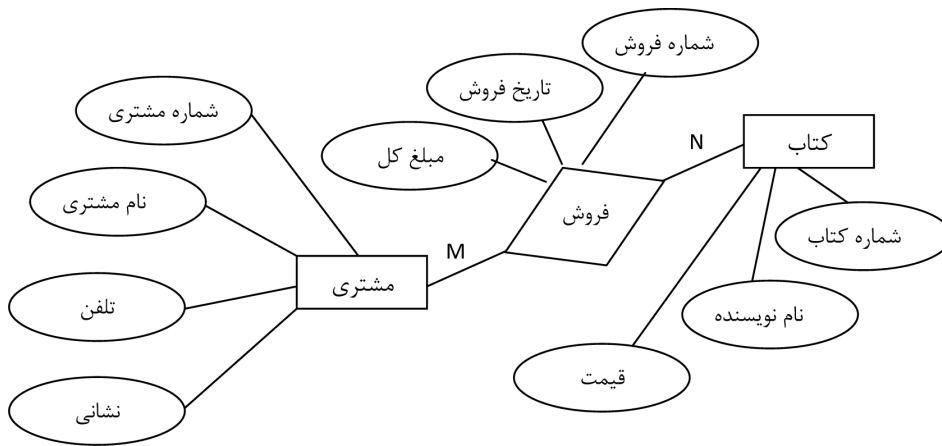 شماره فروش
تاریخ فروش
شماره مشتری
مبلغ کل
N
کتاب
نام مشتری
فروش
شماره کتاب
M
مشتری
تلفن
نام نویسنده
قیمت
نشانی